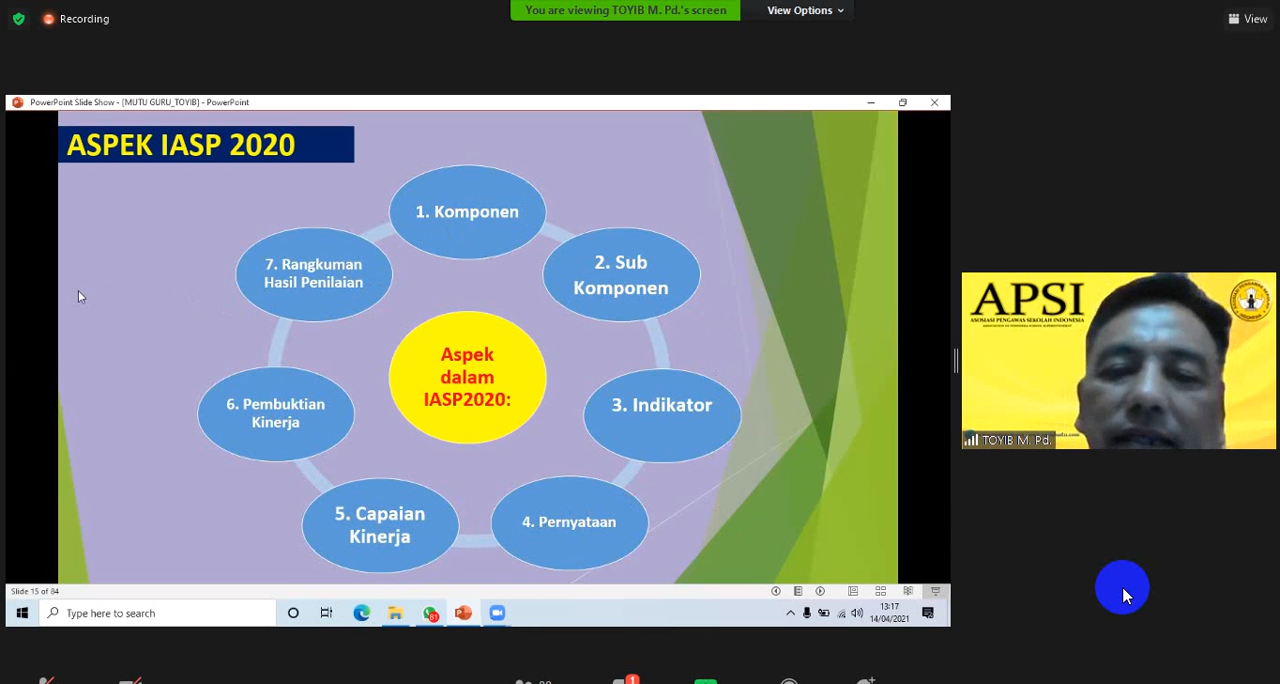 Recording
You are viewing TOYIB M. Pd.'s screen
View Options
View
PowerPoint Slide Show - [MUTU GURU_TOYIB] - PowerPoint
ASPEK IASP 2020
1. Komponen
2. Sub
Komponen
3. Indikator
4. Pernyataan
5. Capaian
Kinerja
6. Pembuktian
Kinerja
7. Rangkuman
Hasil Penilaian
Aspek
dalam
IASP2020:
APSI
ASOSIASI PENGAWAS SEKOLAH INDONESIA
TOYIB M. Pd.
Slide 15 of 84
Type here to search
13:17
14/04/2021
1